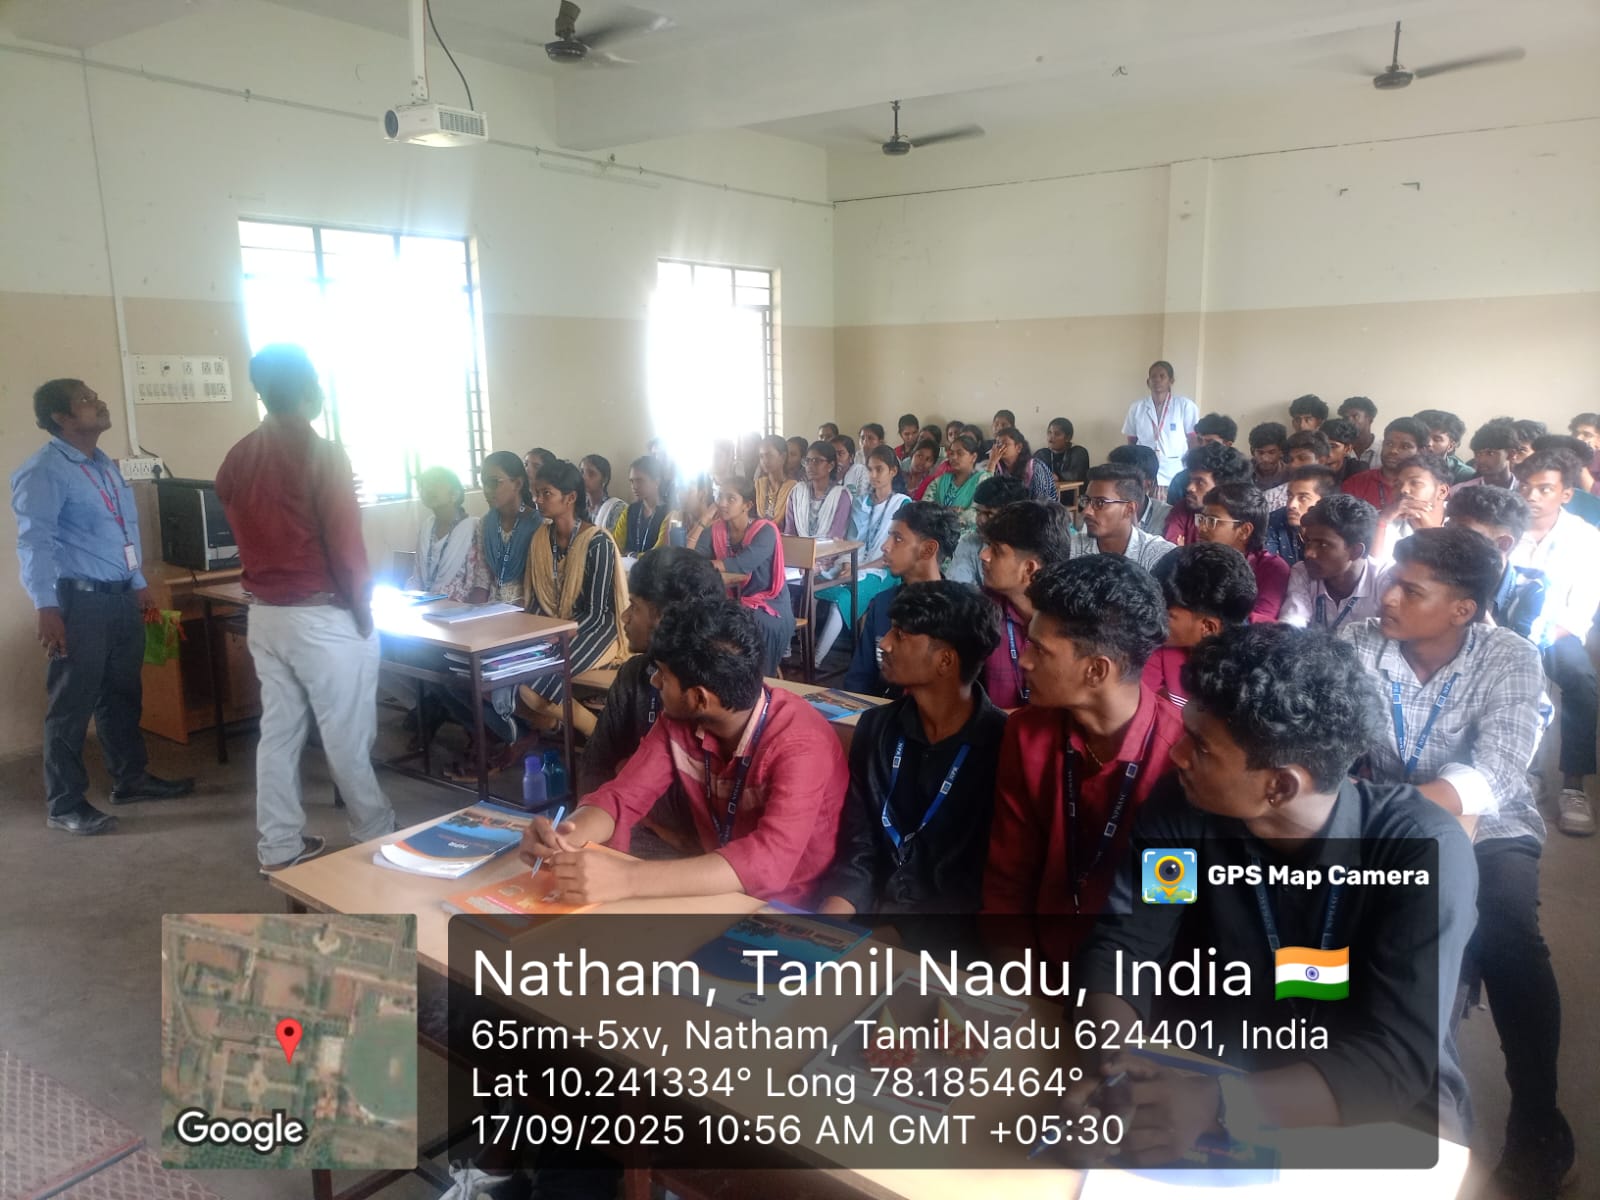 GPS Map Camera
Natham, Tamil Nadu, India
65rm+5xv, Natham, Tamil Nadu 624401, India
Lat 10.241334° Long 78.185464°
17/09/2025 10:56 AM GMT +05:30
Google